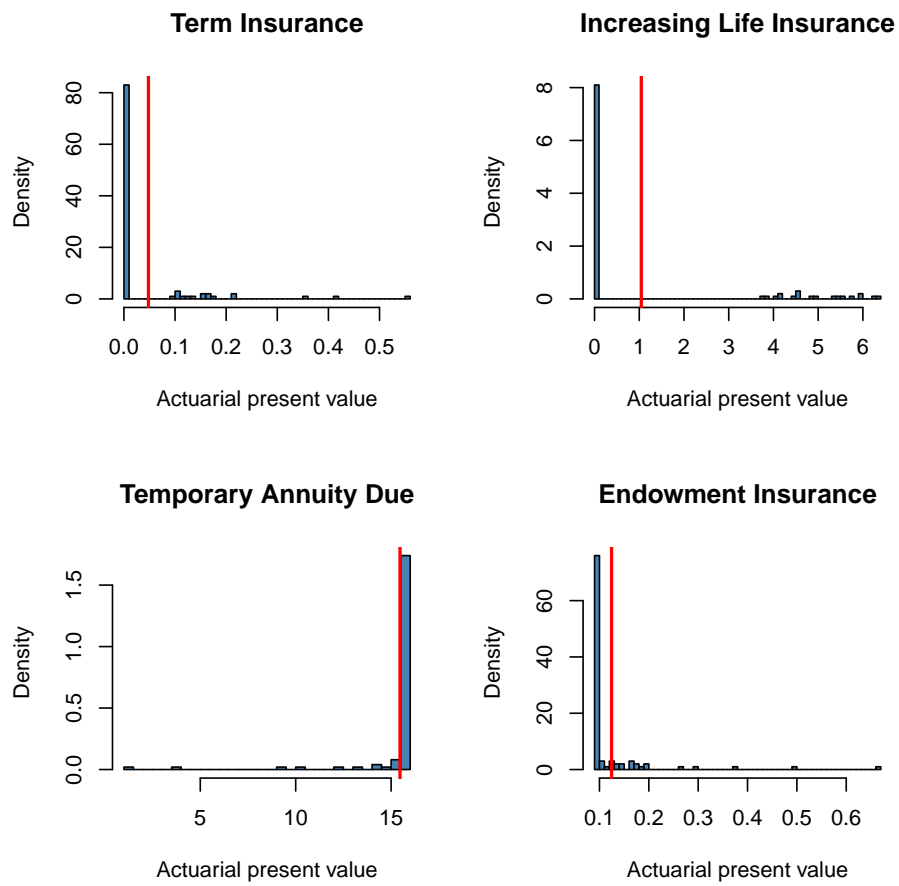 Term Insurance
Density
0 20 40 60 80
0.0 0.1 0.2 0.3 0.4 0.5
Actuarial present value
Increasing Life Insurance
Density
0 2 4 6 8
0 1 2 3 4 5 6
Actuarial present value
Temporary Annuity Due
Density
0.0 0.5 1.0 1.5
5 10 15
Actuarial present value
Endowment Insurance
Density
0 20 40 60
0.1 0.2 0.3 0.4 0.5 0.6
Actuarial present value